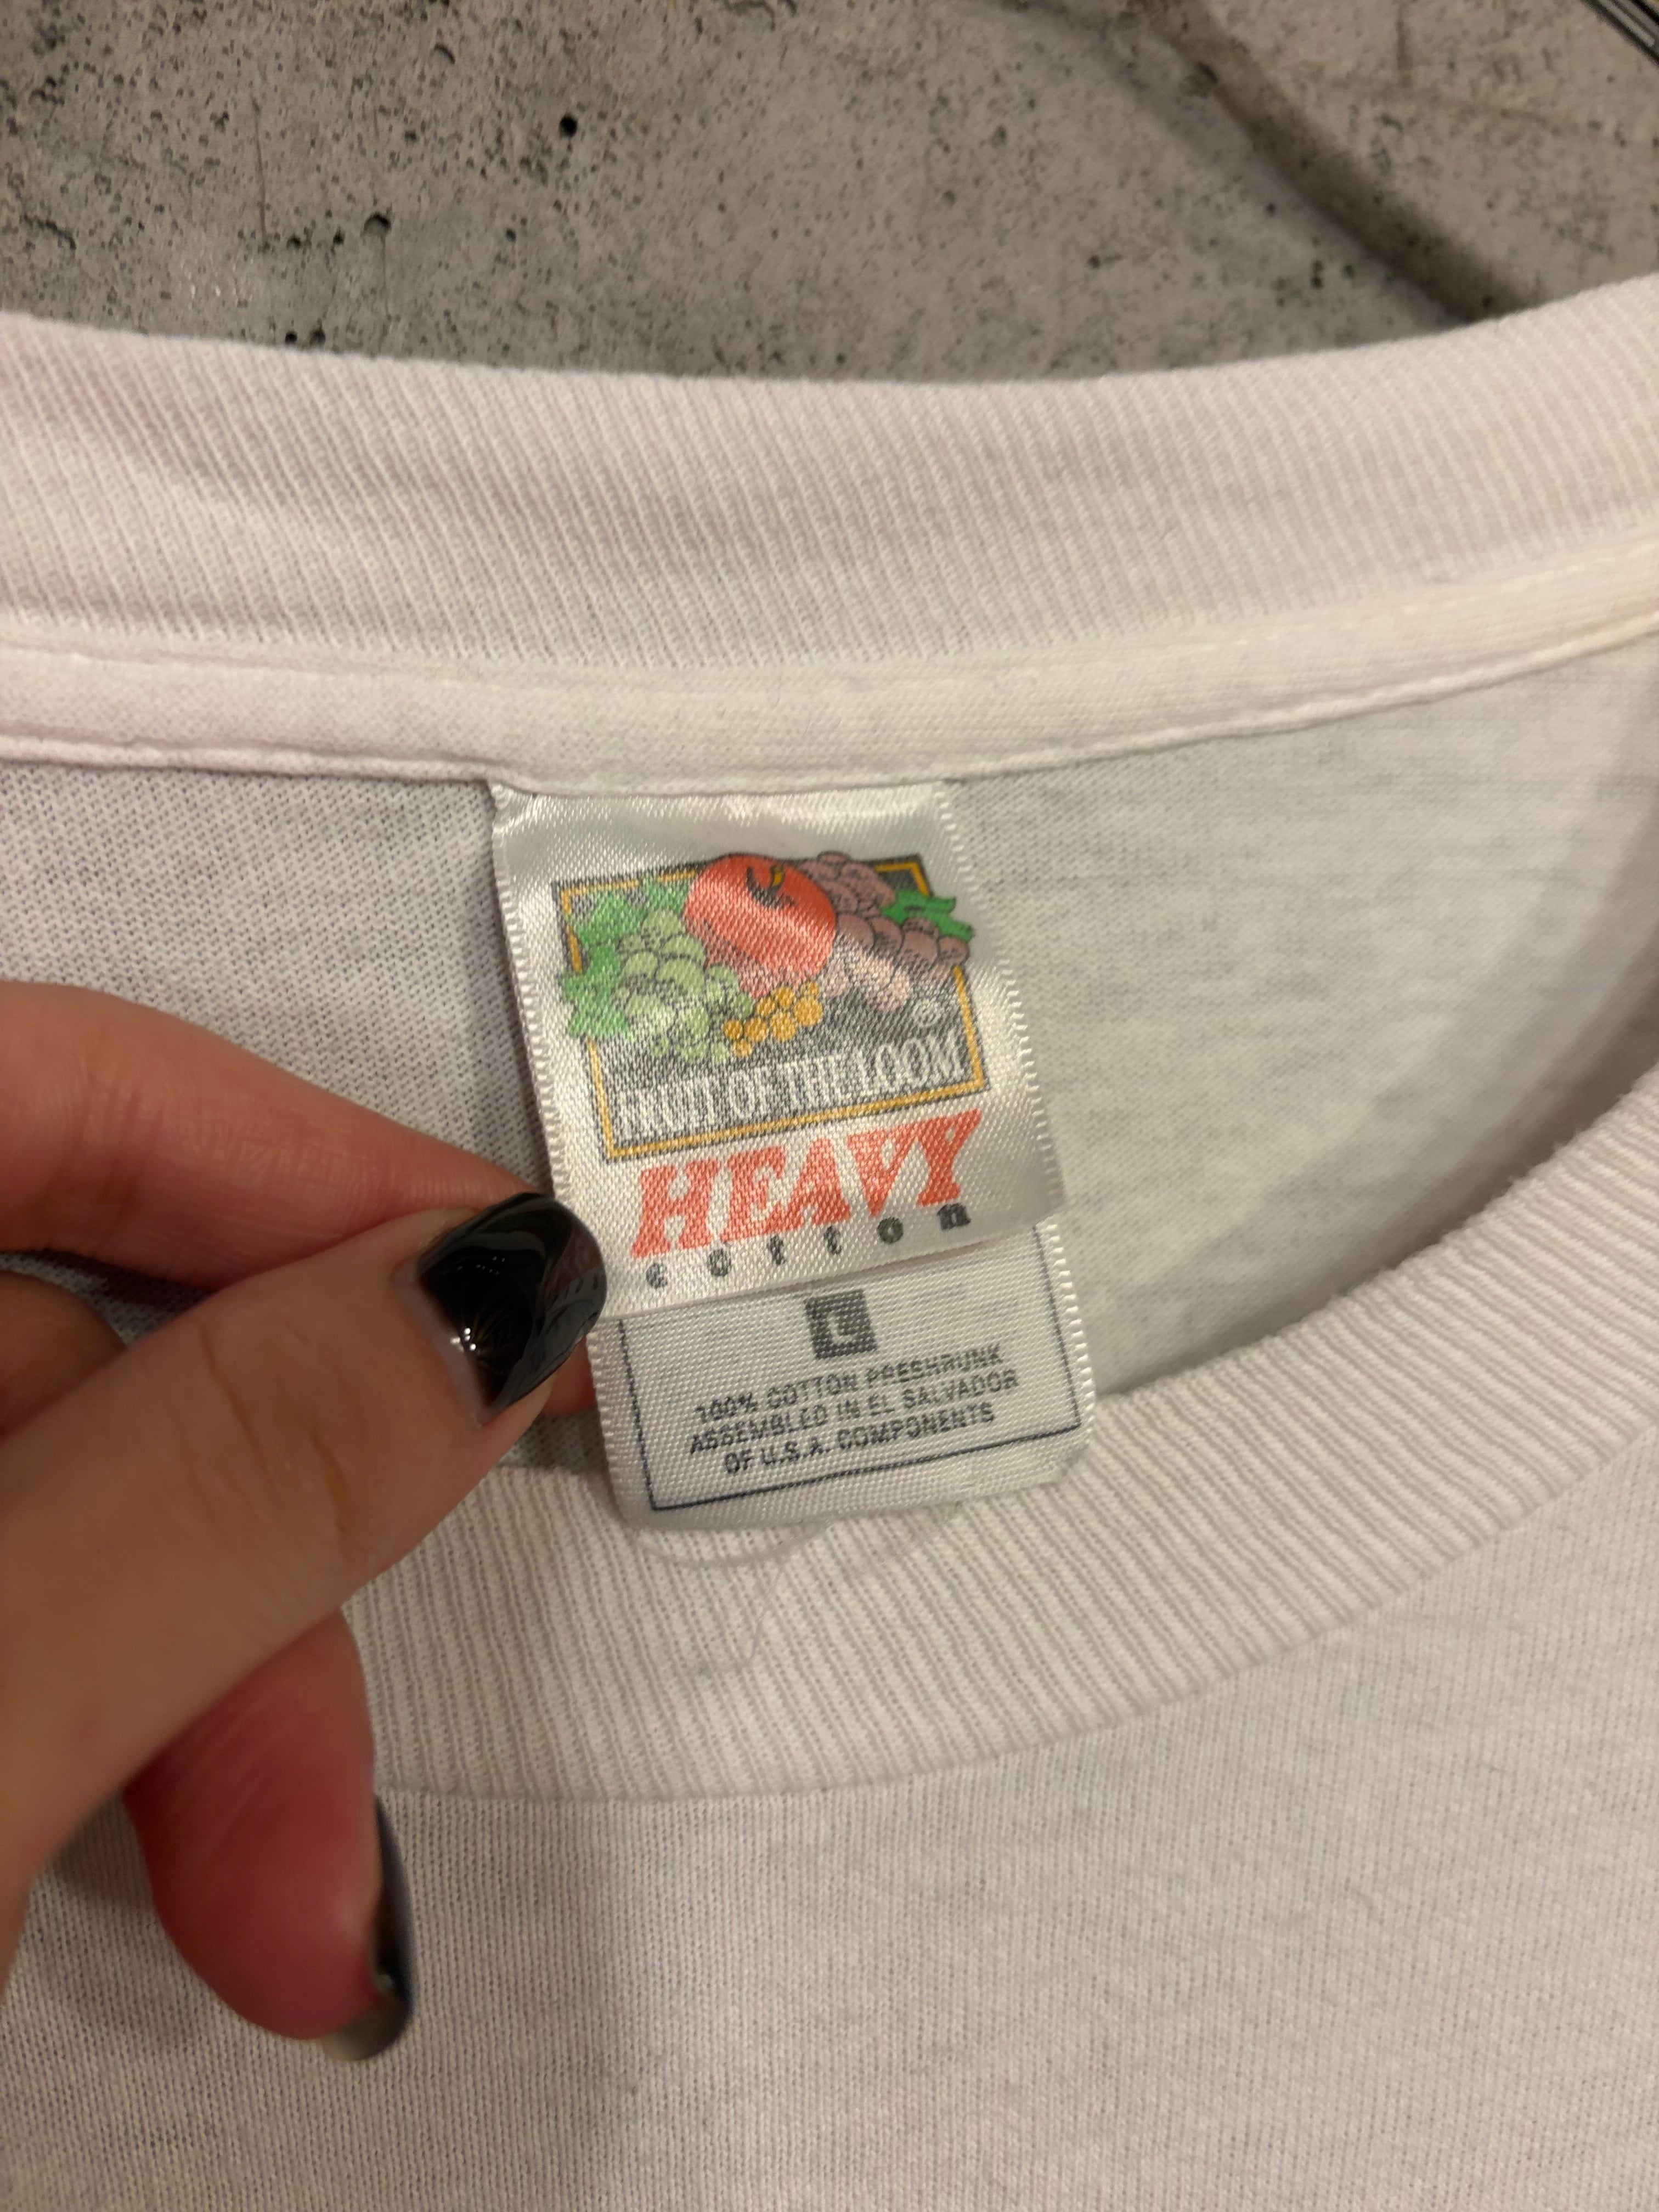 ®
FRUIT OF THE LOOM
HEAVY
cotton
L
100% COTTON PRESHRUNK
ASSEMBLED IN EL SALVADOR
OF U.S.A. COMPONENTS